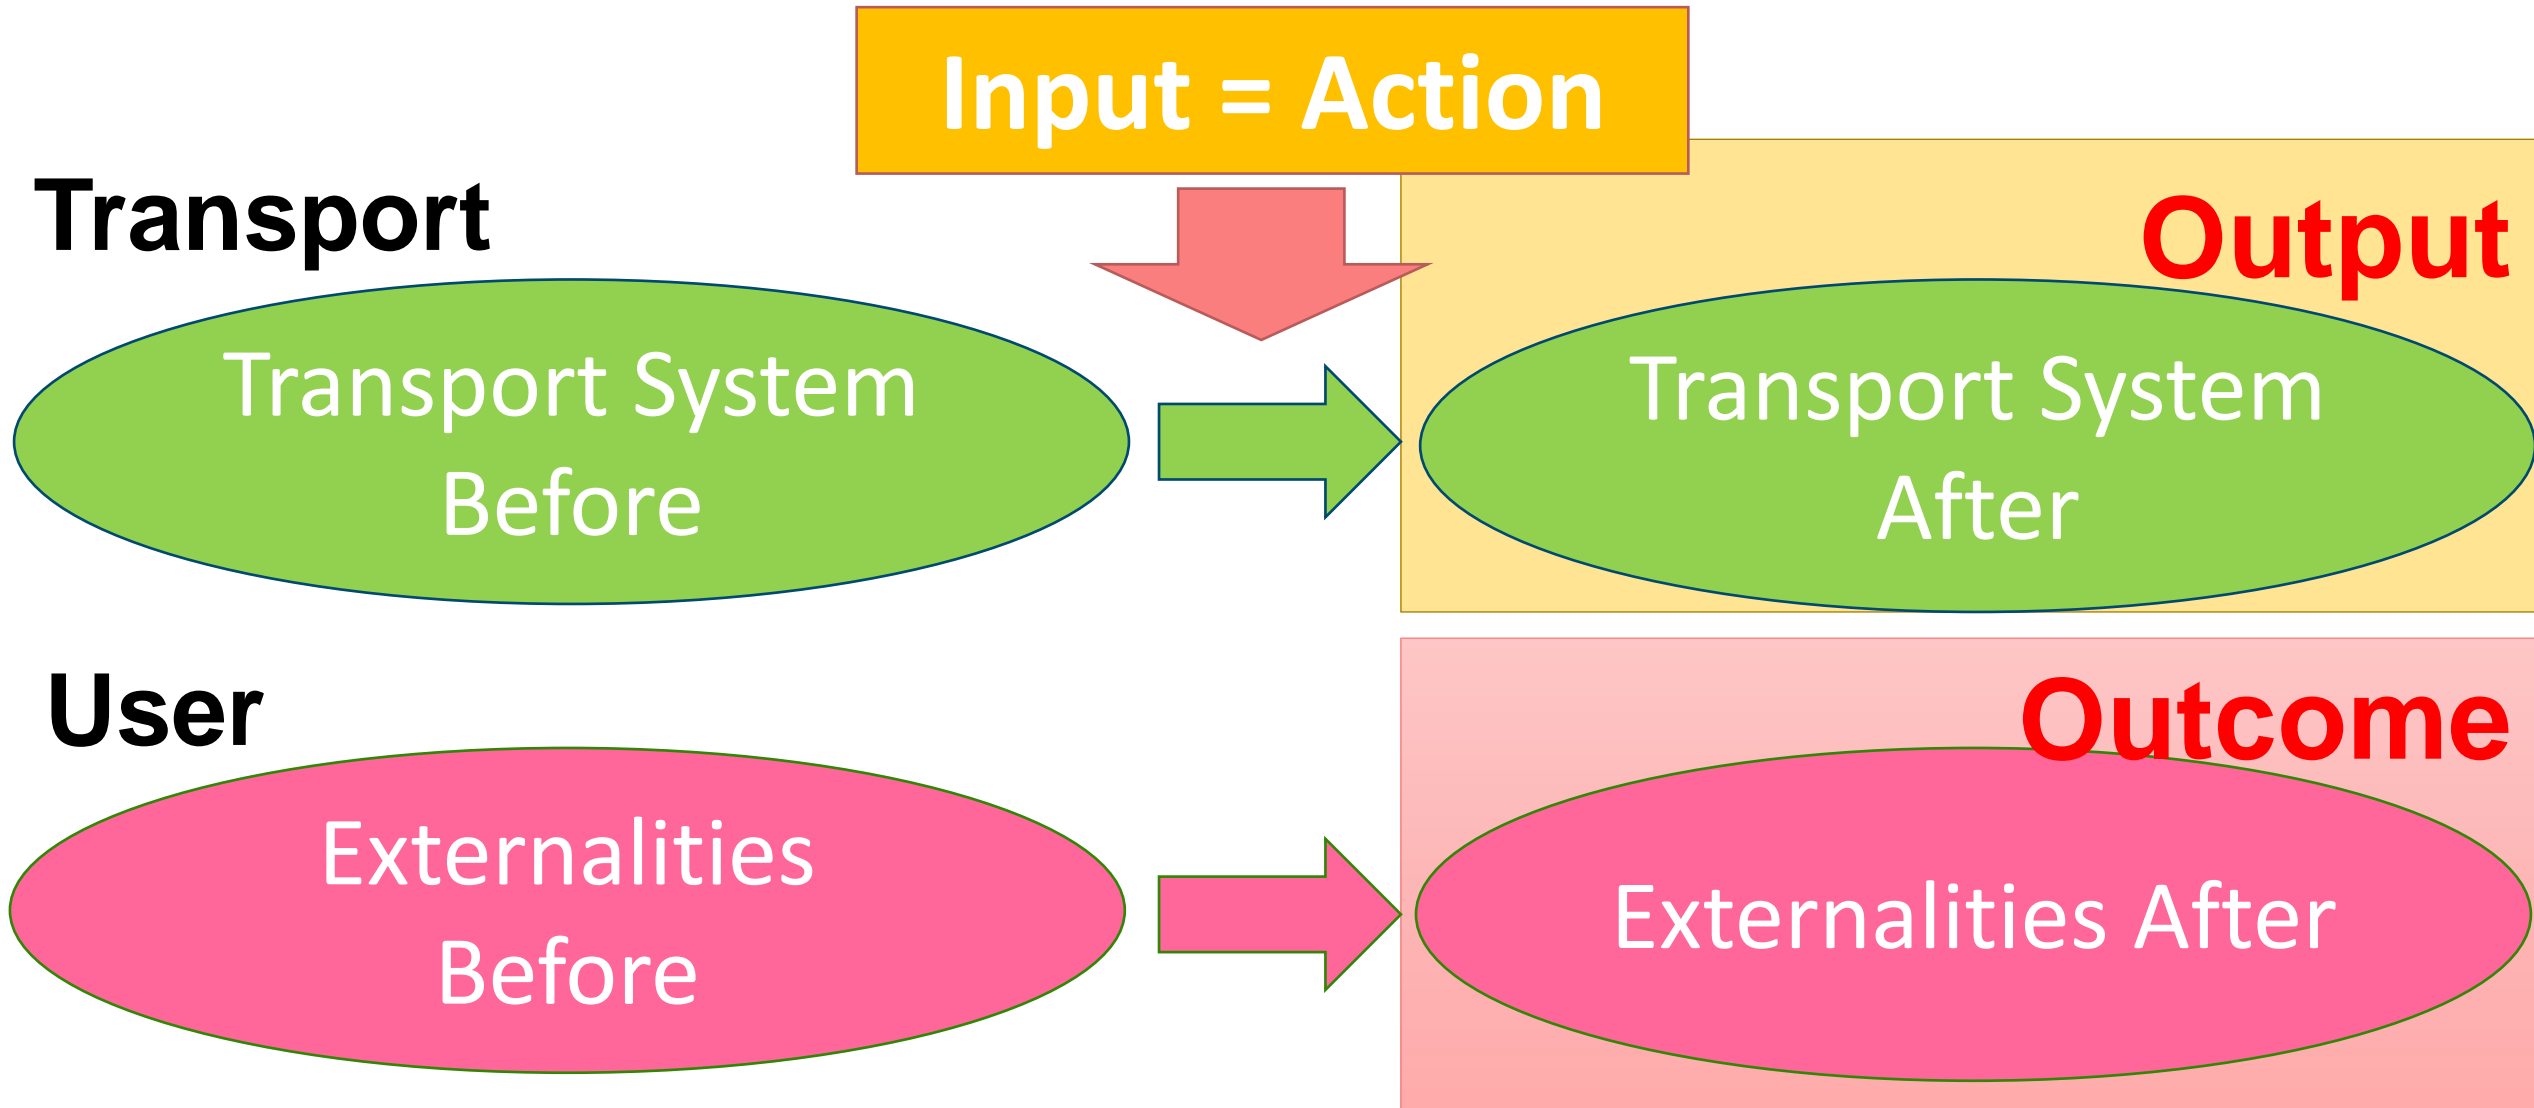 Input = Action
Transport
Output
Transport System
Before
Transport System
After
User
Outcome
Externalities
Before
Externalities After